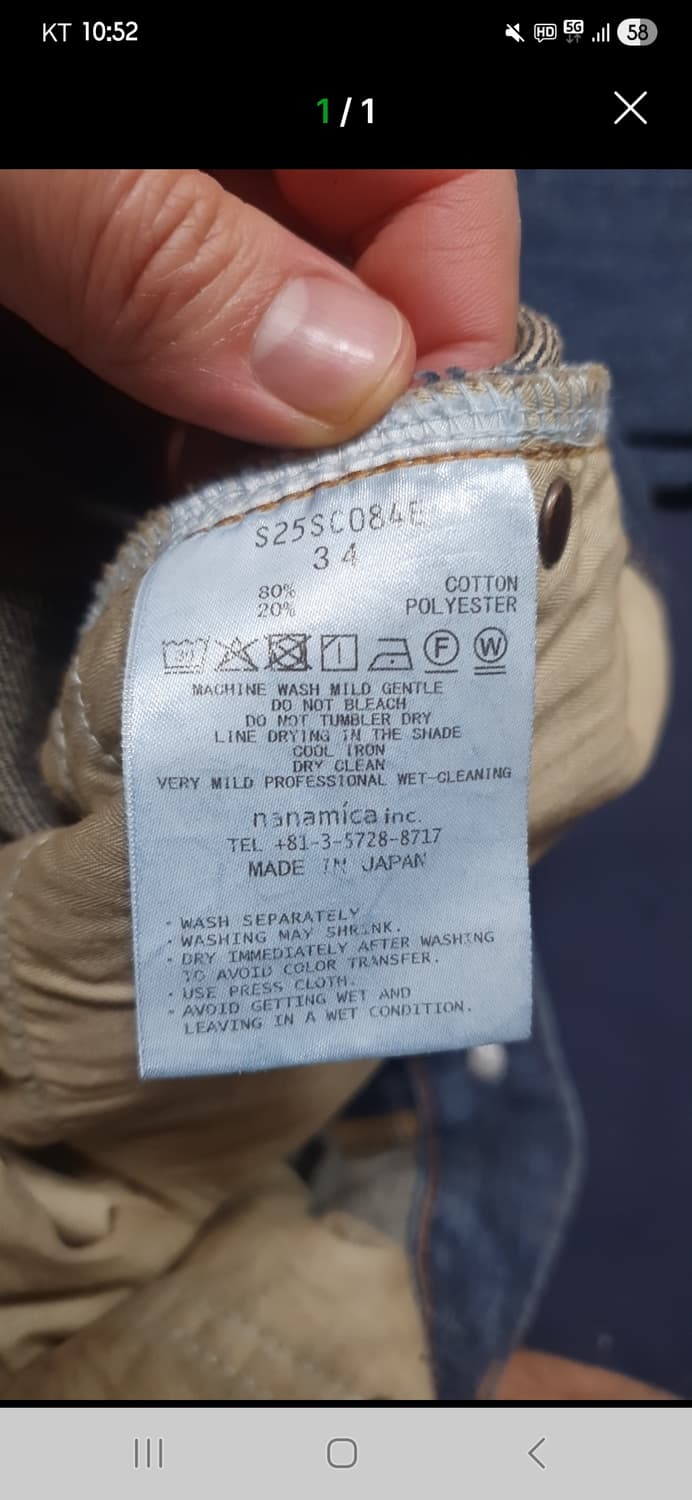 KT 10:52
HD 5G 58
1/1
S25SC084E
34
80% COTTON
20% POLYESTER
30 F W
MACHINE WASH MILD GENTLE
DO NOT BLEACH
DO NOT TUMBLER DRY
LINE DRYING IN THE SHADE
COOL IRON
DRY CLEAN
VERY MILD PROFESSIONAL WET-CLEANING
nanamica inc.
TEL +81-3-5728-8717
MADE IN JAPAN
· WASH SEPARATELY
· WASHING MAY SHRINK.
· DRY IMMEDIATELY AFTER WASHING
TO AVOID COLOR TRANSFER.
· USE PRESS CLOTH.
· AVOID GETTING WET AND
LEAVING IN A WET CONDITION.